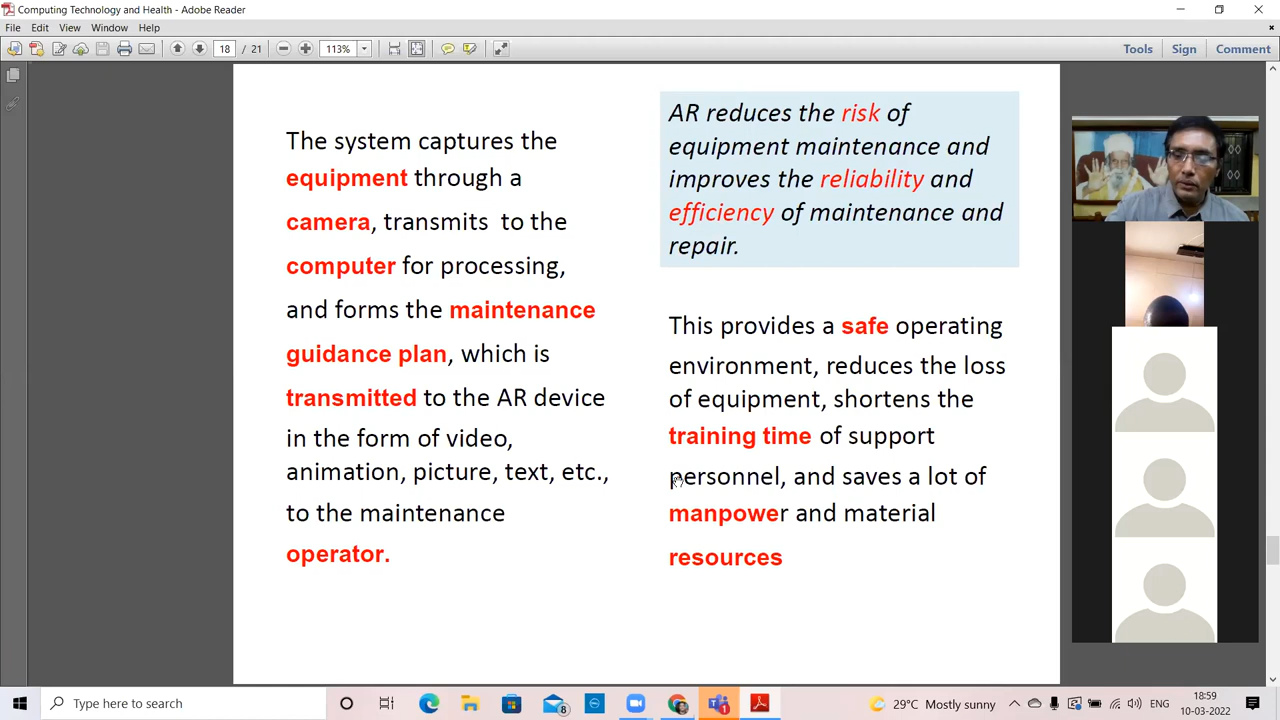 Computing Technology and Health - Adobe Reader
File Edit View Window Help
18 / 21 113% Tools Sign Comment
The system captures the
equipment through a
camera, transmits to the
computer for processing,
and forms the maintenance
guidance plan, which is
transmitted to the AR device
in the form of video,
animation, picture, text, etc.,
to the maintenance
operator.
AR reduces the risk of
equipment maintenance and
improves the reliability and
efficiency of maintenance and
repair.
This provides a safe operating
environment, reduces the loss
of equipment, shortens the
training time of support
personnel, and saves a lot of
manpower and material
resources
Type here to search
8
1
29°C Mostly sunny
ENG
18:59
10-03-2022